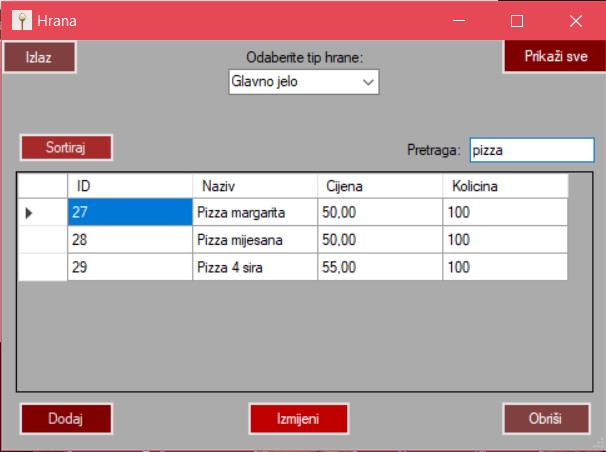 Hrana
Izlaz
Odaberite tip hrane:
Prikaži sve
Glavno jelo
Sortiraj
Pretraga: pizza
ID Naziv Cijena Kolicina
27 Pizza margarita 50,00 100
28 Pizza mijesana 50,00 100
29 Pizza 4 sira 55,00 100
Dodaj Izmijeni Obriši